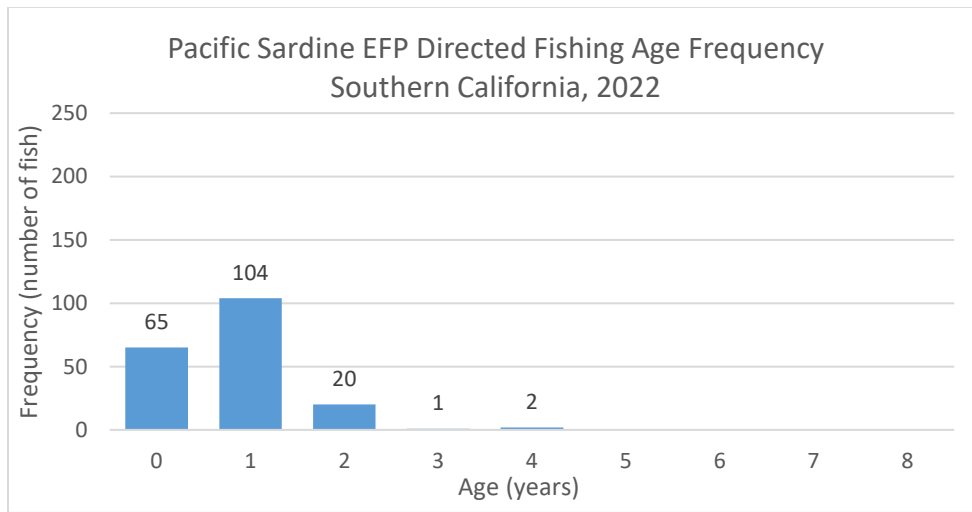 Pacific Sardine EFP Directed Fishing Age Frequency
Southern California, 2022
Frequency (number of fish)
250
200
150
100
50
0
65
104
20
1
2
0 1 2 3 4 5 6 7 8
Age (years)